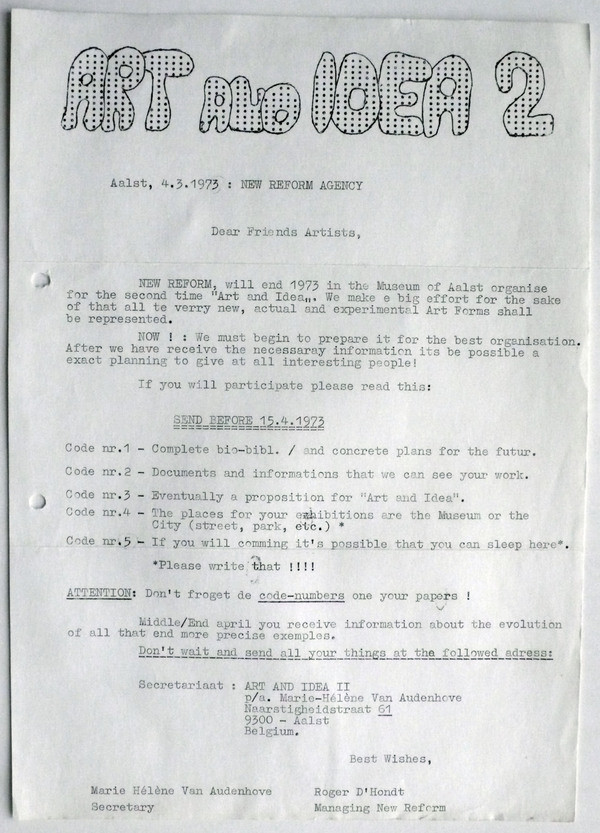 ART AND IDEA 2
Aalst, 4.3.1973 : NEW REFORM AGENCY
Dear Friends Artists,
NEW REFORM, will end 1973 in the Museum of Aalst organise
for the second time "Art and Idea„. We make e big effort for the sake
of that all te verry new, actual and experimental Art Forms shall
be represented.
NOW ! : We must begin to prepare it for the best organisation.
After we have receive the necessaray information its be possible a
exact planning to give at all interesting people!
If you will participate please read this:
SEND BEFORE 15.4.1973
Code nr.1 - Complete bio-bibl. / and concrete plans for the futur.
Code nr.2 - Documents and informations that we can see your work.
Code nr.3 - Eventually a proposition for "Art and Idea".
Code nr.4 - The places for your exhibitions are the Museum or the
City (street, park, etc.) *
Code nr.5 - If you will comming it's possible that you can sleep here*.
*Please write that !!!!
ATTENTION: Don't froget de code-numbers one your papers !
Middle/End april you receive information about the evolution
of all that end more precise exemples.
Don't wait and send all your things at the followed adress:
Secretariaat : ART AND IDEA II
p/a. Marie-Hélène Van Audenhove
Naarstigheidstraat 61
9300 - Aalst
Belgium.
Best Wishes,
Marie Hélène Van Audenhove Roger D'Hondt
Secretary Managing New Reform